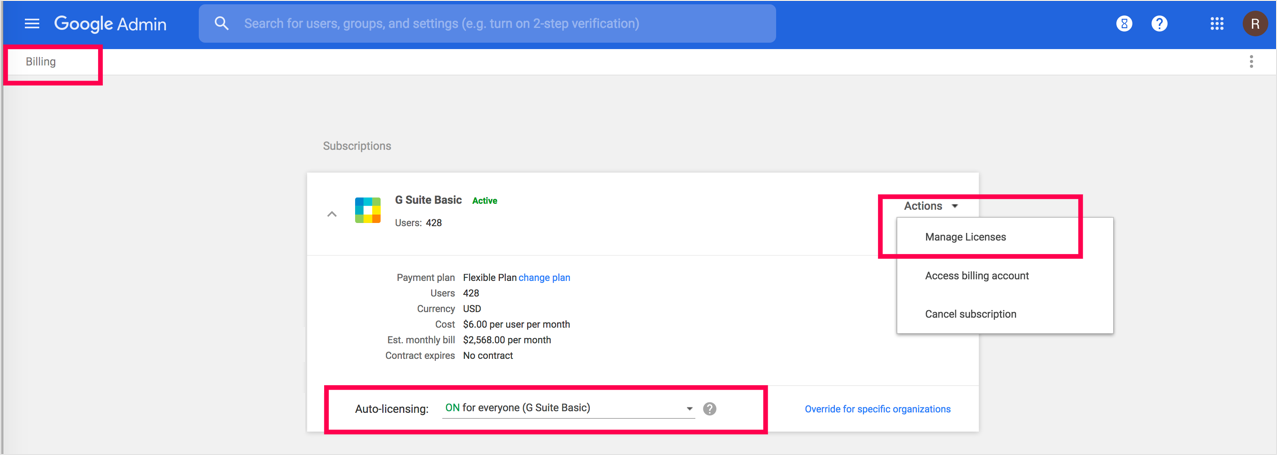 Google Admin
Search for users, groups, and settings (e.g. turn on 2-step verification)
R
Billing
Subscriptions
G Suite Basic Active
Users: 428
Actions
Manage Licenses
Access billing account
Cancel subscription
Payment plan Flexible Plan change plan
Users 428
Currency USD
Cost $6.00 per user per month
Est. monthly bill $2,568.00 per month
Contract expires No contract
Auto-licensing: ON for everyone (G Suite Basic) ?
Override for specific organizations